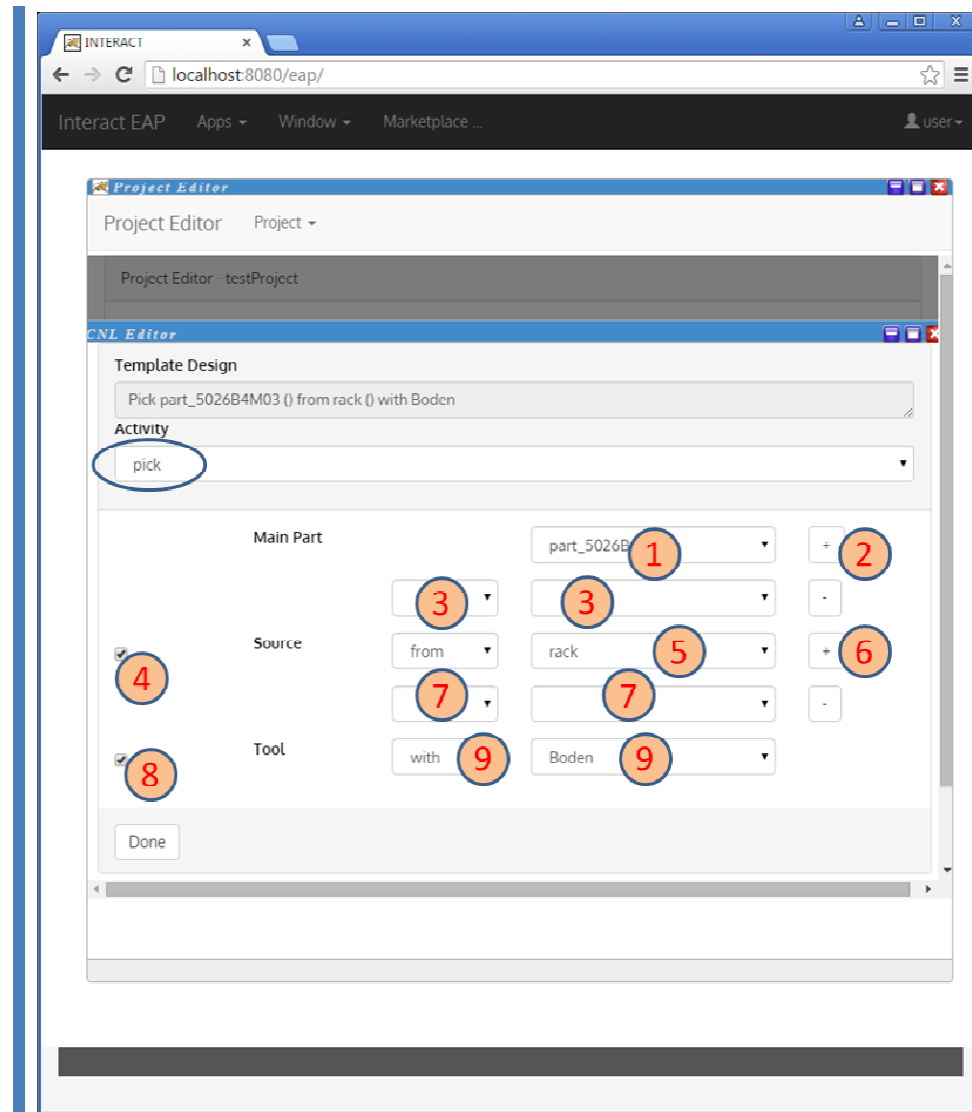 INTERACT
localhost:8080/eap/
Interact EAP Apps Window Marketplace ... user
Project Editor
Project Editor Project
Project Editor - testProject
CNL Editor
Template Design
Pick part_5026B4M03 () from rack () with Boden
Activity
pick
Main Part part_5026B 1 + 2
3 3 -
4 Source from rack 5 + 6
7 7 -
8 Tool with 9 Boden 9
Done